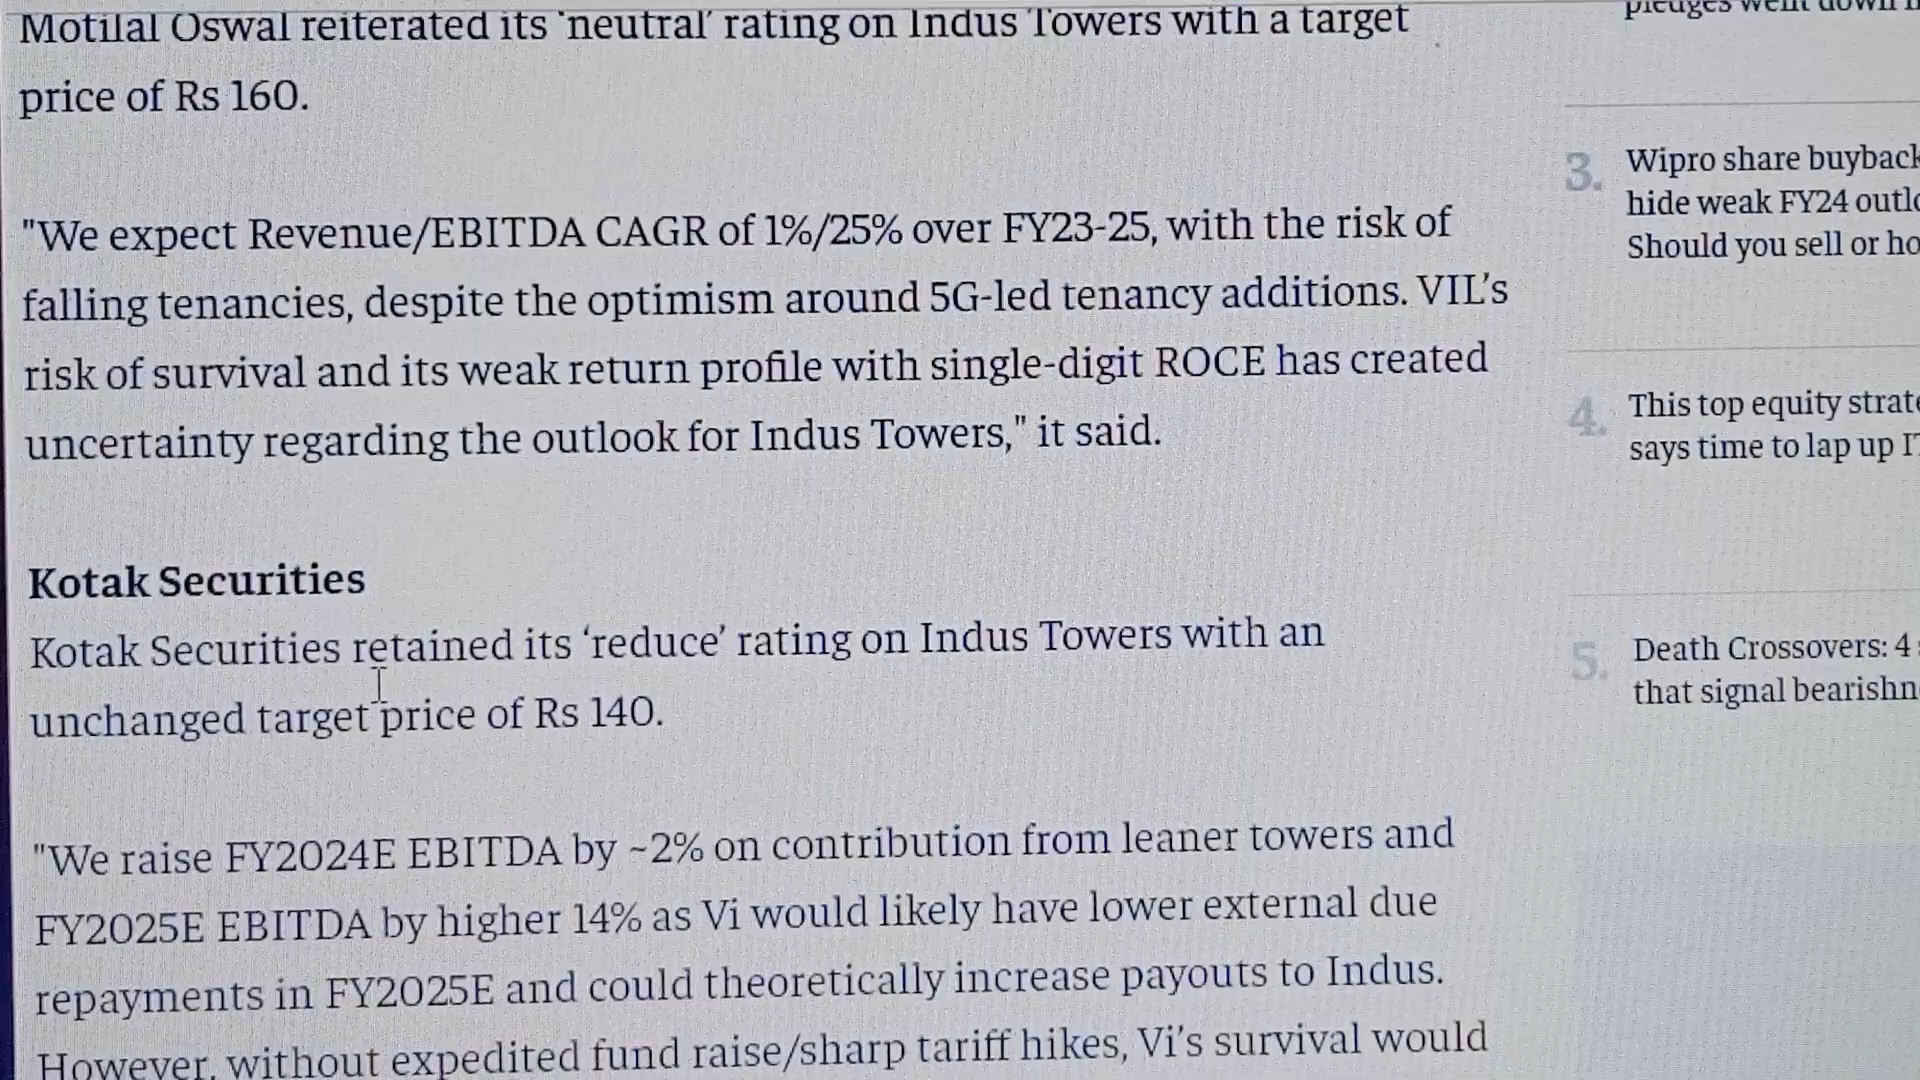 Motilal Oswal reiterated its 'neutral' rating on Indus Towers with a target
price of Rs 160.
"We expect Revenue/EBITDA CAGR of 1%/25% over FY23-25, with the risk of
falling tenancies, despite the optimism around 5G-led tenancy additions. VIL's
risk of survival and its weak return profile with single-digit ROCE has created
uncertainty regarding the outlook for Indus Towers," it said.
Kotak Securities
Kotak Securities retained its ‘reduce’ rating on Indus Towers with an
unchanged target price of Rs 140.
"We raise FY2024E EBITDA by ~2% on contribution from leaner towers and
FY2025E EBITDA by higher 14% as Vi would likely have lower external due
repayments in FY2025E and could theoretically increase payouts to Indus.
However, without expedited fund raise/sharp tariff hikes, Vi's survival would
pledges went down
3. Wipro share buyback
hide weak FY24
Should you sell or
4. This top equity
says time to lap up
5. Death Crossovers: 4
that signal